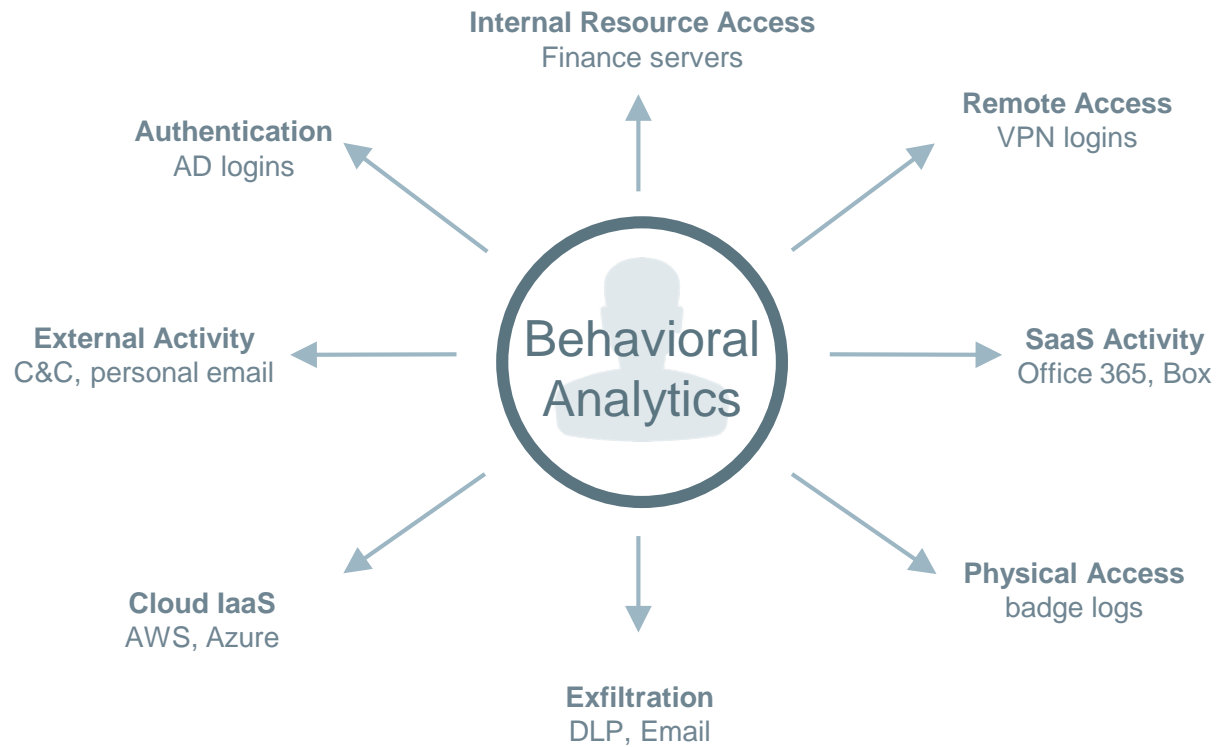 Internal Resource Access
Finance servers
Remote Access
VPN logins
Authentication
AD logins
External Activity
C&C, personal email
Behavioral
Analytics
SaaS Activity
Office 365, Box
Cloud IaaS
AWS, Azure
Physical Access
badge logs
Exfiltration
DLP, Email